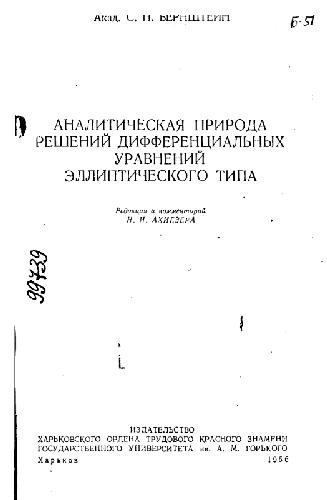 Акад. С. Н. БЕРНШТЕЙН
Б-51
АНАЛИТИЧЕСКАЯ ПРИРОДА
РЕШЕНИЙ ДИФФЕРЕНЦИАЛЬНЫХ
УРАВНЕНИЙ
ЭЛЛИПТИЧЕСКОГО ТИПА
Редакция и комментарий
Н. И. АХИЕЗЕРА
99739
ИЗДАТЕЛЬСТВО
ХАРЬКОВСКОГО ОРДЕНА ТРУДОВОГО КРАСНОГО ЗНАМЕНИ
ГОСУДАРСТВЕННОГО УНИВЕРСИТЕТА им. А. М. ГОРЬКОГО
Харьков 1956